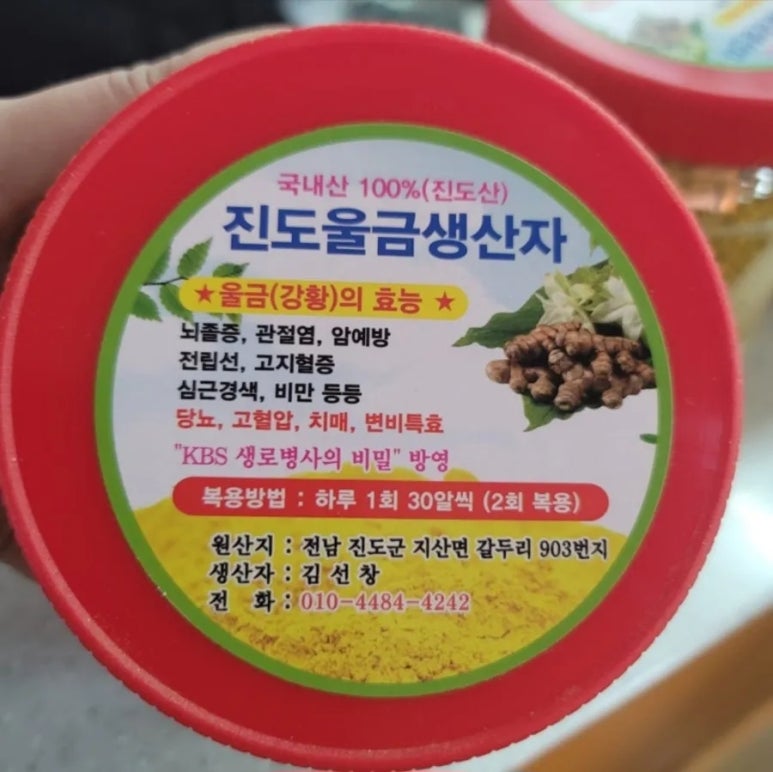 국내산 100%(진도산)
진도울금생산자
★울금(강황)의 효능 ★
뇌졸증, 관절염, 암예방
전립선, 고지혈증
심근경색, 비만 등등
당뇨, 고혈압, 치매, 변비특효
"KBS 생로병사의 비밀" 방영
복용방법 : 하루 1회 30알씩 (2회 복용)
원산지 : 전남 진도군 지산면 갈두리 903번지
생산자 : 김 선 창
전 화 : 010-4484-4242